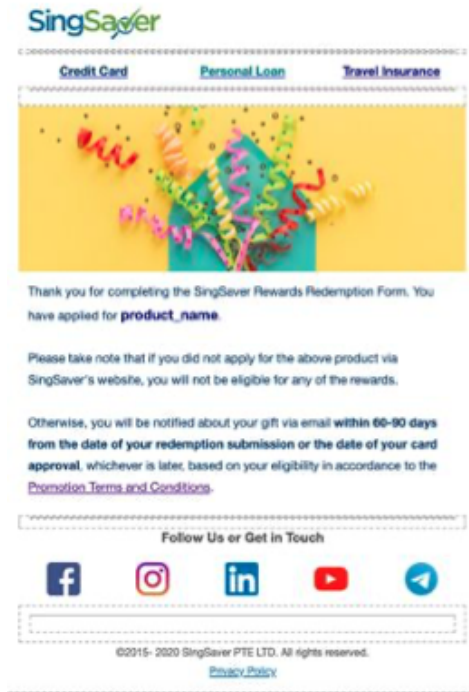 SingSaver
Credit Card Personal Loan Travel Insurance
Thank you for completing the SingSaver Rewards Redemption Form. You
have applied for product_name.
Please take note that if you did not apply for the above product via
SingSaver's website, you will not be eligible for any of the rewards.
Otherwise, you will be notified about your gift via email within 60-90 days
from the date of your redemption submission or the date of your card
approval, whichever is later, based on your eligibility in accordance to the
Promotion Terms and Conditions.
Follow Us or Get in Touch
©2015- 2020 SingSaver PTE LTD. All rights reserved.
Privacy Policy